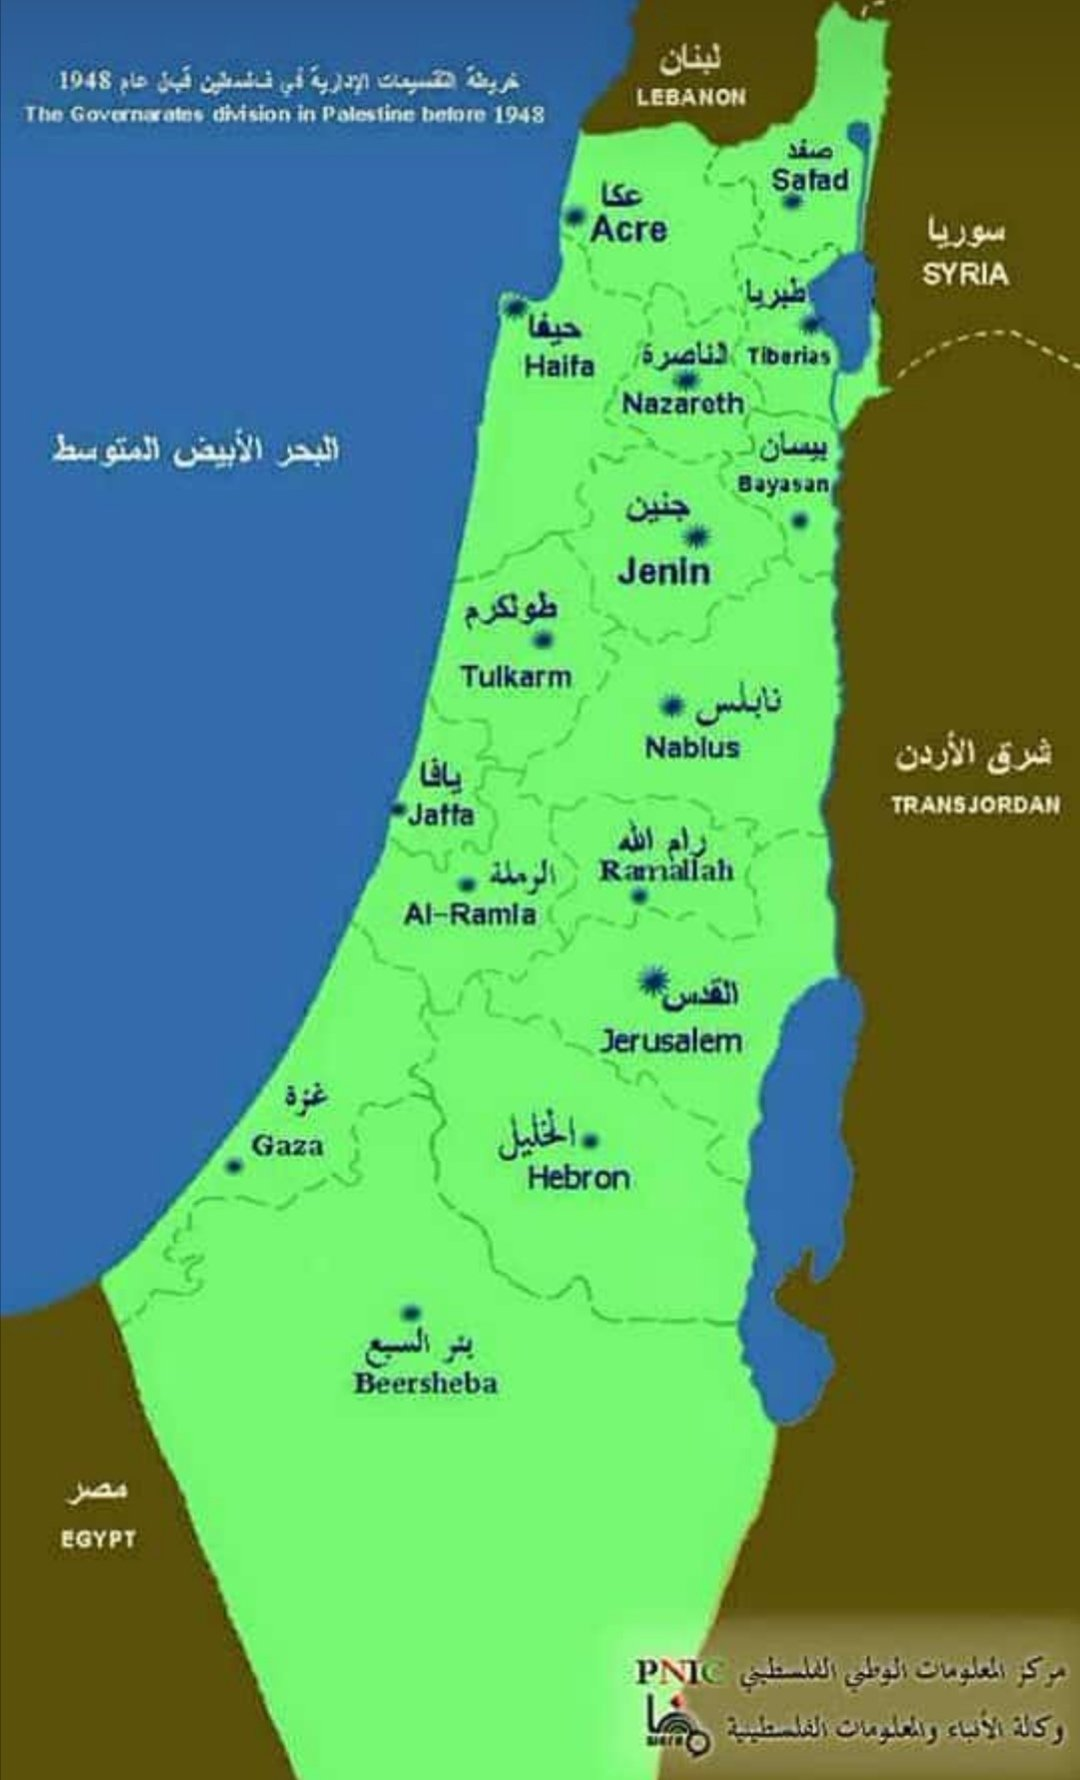 خريطة التقسيمات الإدارية في فلسطين قبل عام 1948
The Governarates division in Palestine before 1948
لبنان
LEBANON
صفد
Safad
عكا
Acre
سوريا
SYRIA
طبريا
Tiberias
حيفا
Haifa
الناصرة
Nazareth
البحر الأبيض المتوسط
بيسان
Bayasan
جنين
Jenin
طولكرم
Tulkarm
نابلس
Nablus
شرق الأردن
TRANSJORDAN
يافا
Jaffa
رام الله
Ramallah
الرملة
Al-Ramla
القدس
Jerusalem
غزة
Gaza
الخليل
Hebron
بئر السبع
Beersheba
مصر
EGYPT
PNIC مركز المعلومات الوطني الفلسطيني
وفا وكالة الأنباء والمعلومات الفلسطينية